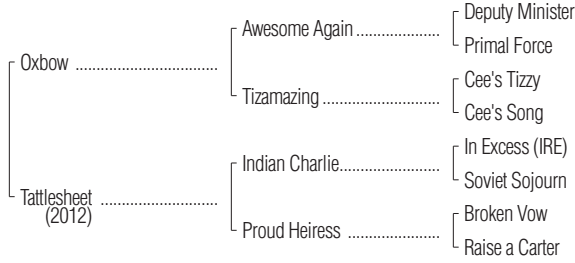 Deputy Minister
Awesome Again ....................
Primal Force
Oxbow ..................................
Cee's Tizzy
Tizamazing ............................
Cee's Song
In Excess (IRE)
Indian Charlie........................
Soviet Sojourn
Tattlesheet ............................
(2012)
Broken Vow
Proud Heiress ......................
Raise a Carter